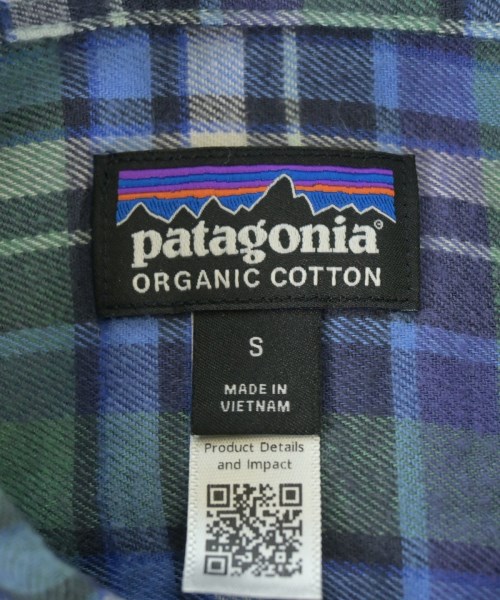 patagonia©
ORGANIC COTTON
S
MADE IN
VIETNAM
Product Details
and Impact